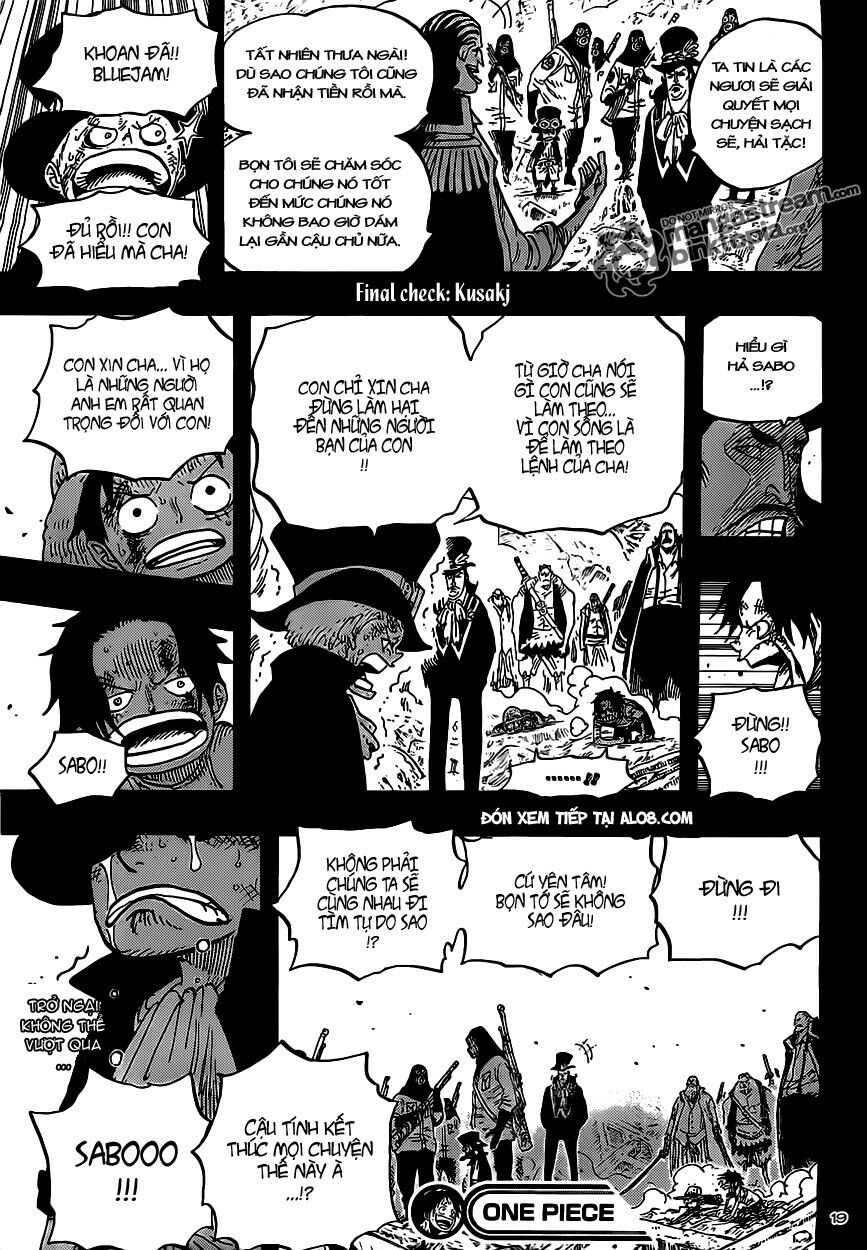 TA TIN LÀ CÁC
NGƯƠI SẼ GIẢI
QUYẾT MỌI
CHUYỆN SẠCH
SẼ, HẢI TẶC!
TẤT NHIÊN THƯA NGÀI!
DÙ SAO CHÚNG TÔI CŨNG
ĐÃ NHẬN TIỀN RỒI MÀ.
BỌN TÔI SẼ CHĂM SÓC
CHO CHÚNG NÓ TỐT
ĐẾN MỨC CHÚNG NÓ
KHÔNG BAO GIỜ DÁM
LẠI GẦN CẬU CHỦ NỮA.
KHOAN ĐÃ!!
BLUEJAM!
ĐỦ RỒI!! CON
ĐÃ HIỂU MÀ CHA!
mangastream.com
binktopia.org
Final check: Kusakj
HIỂU GÌ
HẢ SABO
...!?
TỪ GIỜ CHA NÓI
GÌ CON CŨNG SẼ
LÀM THEO...
VÌ CON SỐNG LÀ
ĐỂ LÀM THEO
LỆNH CỦA CHA!
CON CHỈ XIN CHA
ĐỪNG LÀM HẠI
ĐẾN NHỮNG NGƯỜI
BẠN CỦA CON
!!
CON XIN CHA... VÌ HỌ
LÀ NHỮNG NGƯỜI
ANH EM RẤT QUAN
TRỌNG ĐỐI VỚI CON!
ĐỪNG!!
SABO
!!!
.......!!
SABO!!
ĐÓN XEM TIẾP TẠI ALO8.COM
ĐỪNG ĐI
!!!
CỨ YÊN TÂM!
BỌN TỚ SẼ KHÔNG
SAO ĐÂU!
KHÔNG PHẢI
CHÚNG TA SẼ
CÙNG NHAU ĐI
TÌM TỰ DO SAO
!?
TRỞ NGẠI
KHÔNG THỂ
VƯỢT QUA
....
CẬU TÍNH KẾT
THÚC MỌI CHUYỆN
THẾ NÀY À
...!?
SABOOO
!!!
ONE PIECE
19